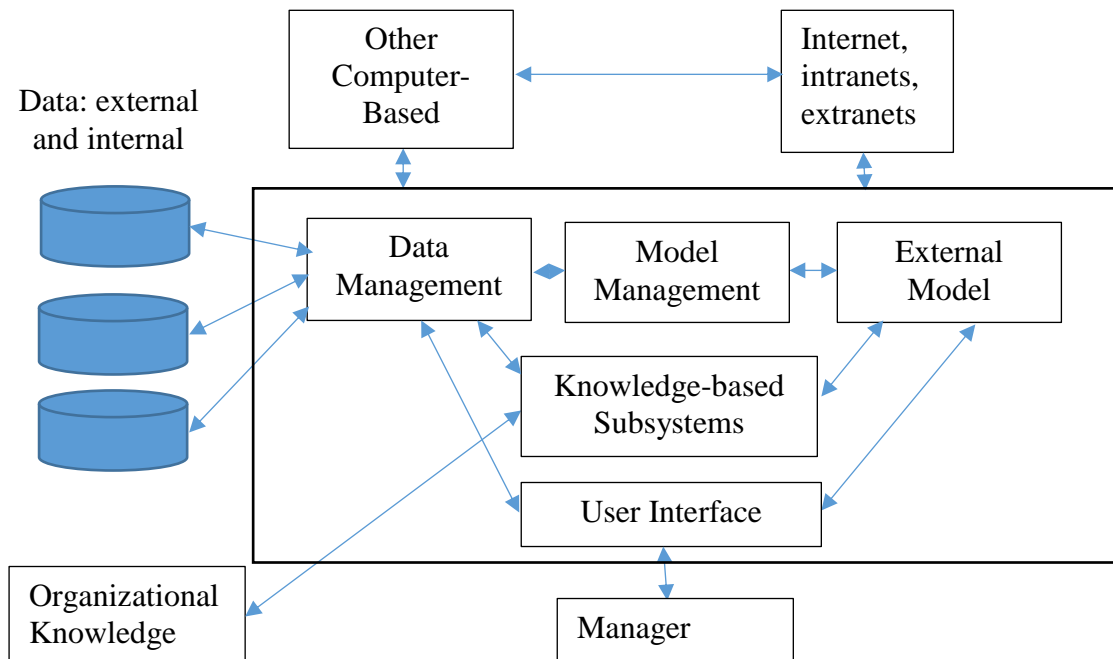 Other
Computer-
Based
Internet,
intranets,
extranets
Data: external
and internal
Data
Management
Model
Management
External
Model
Knowledge-based
Subsystems
User Interface
Organizational
Knowledge
Manager